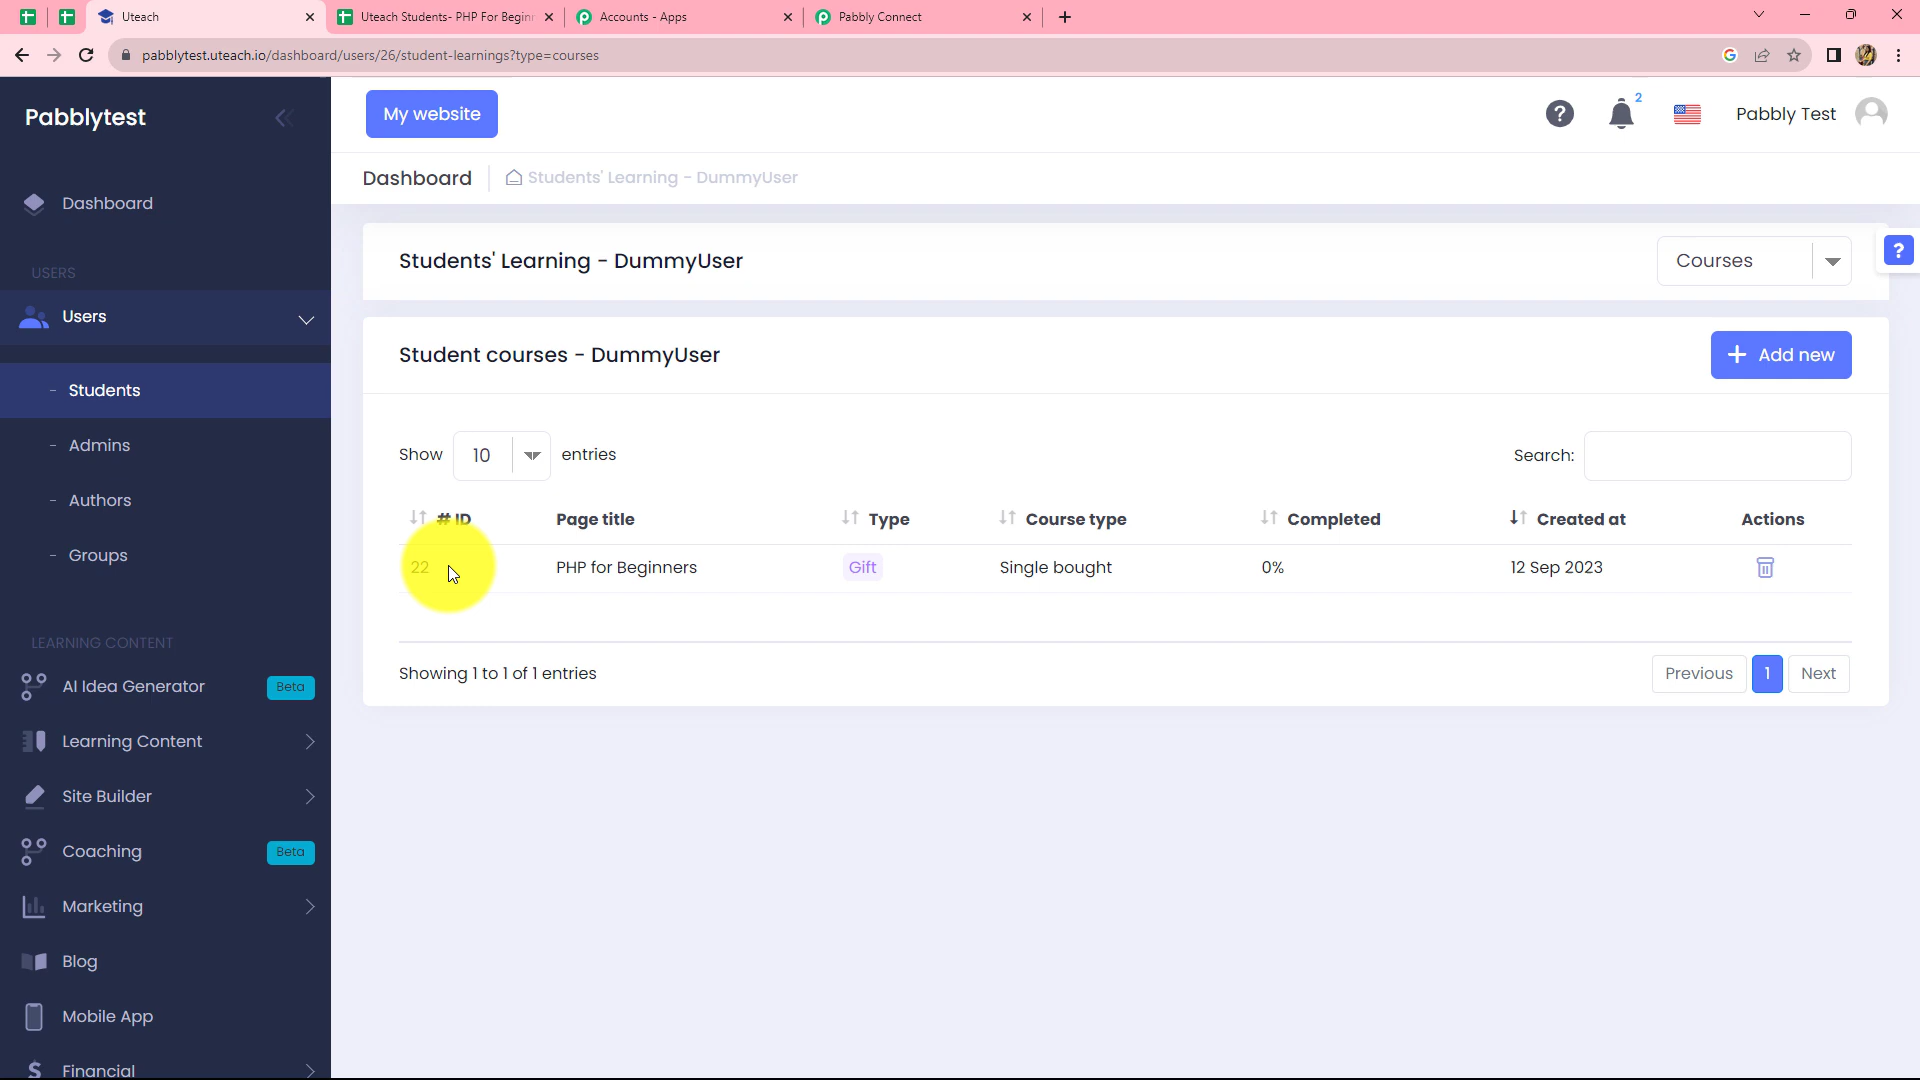 Uteach
Uteach Students- PHP For Begin
Accounts - Apps
Pabbly Connect
pabblytest.uteach.io/dashboard/users/26/student-learnings?type=courses
Pabblytest
My website
?
2
Pabbly Test
Dashboard
Students' Learning - DummyUser
Dashboard
USERS
Users
- Students
- Admins
- Authors
- Groups
LEARNING CONTENT
AI Idea Generator Beta
Learning Content
Site Builder
Coaching Beta
Marketing
Blog
Mobile App
Financial
Students' Learning - DummyUser
Courses
?
Student courses - DummyUser
+ Add new
Show 10 entries
Search:
# ID Page title Type Course type Completed Created at Actions
22 PHP for Beginners Gift Single bought 0% 12 Sep 2023
Showing 1 to 1 of 1 entries
Previous 1 Next